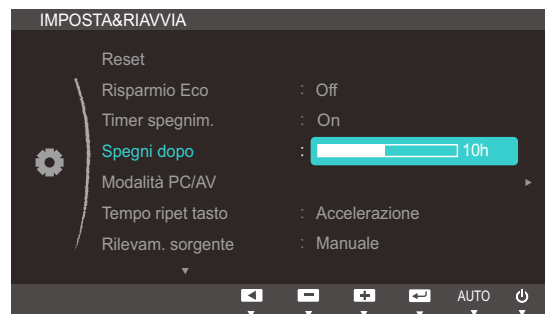 IMPOSTA&RIAVVIA
Reset
Risparmio Eco : Off
Timer spegnim. : On
Spegni dopo : 10h
Modalità PC/AV
Tempo ripet tasto : Accelerazione
Rilevam. sorgente : Manuale
AUTO